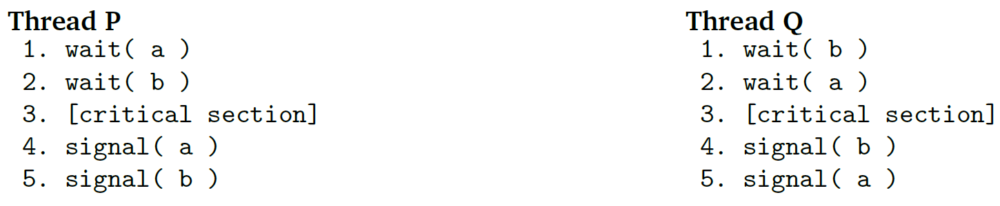 Thread P
1. wait( a )
2. wait( b )
3. [critical section]
4. signal( a )
5. signal( b )
Thread Q
1. wait( b )
2. wait( a )
3. [critical section]
4. signal( b )
5. signal( a )